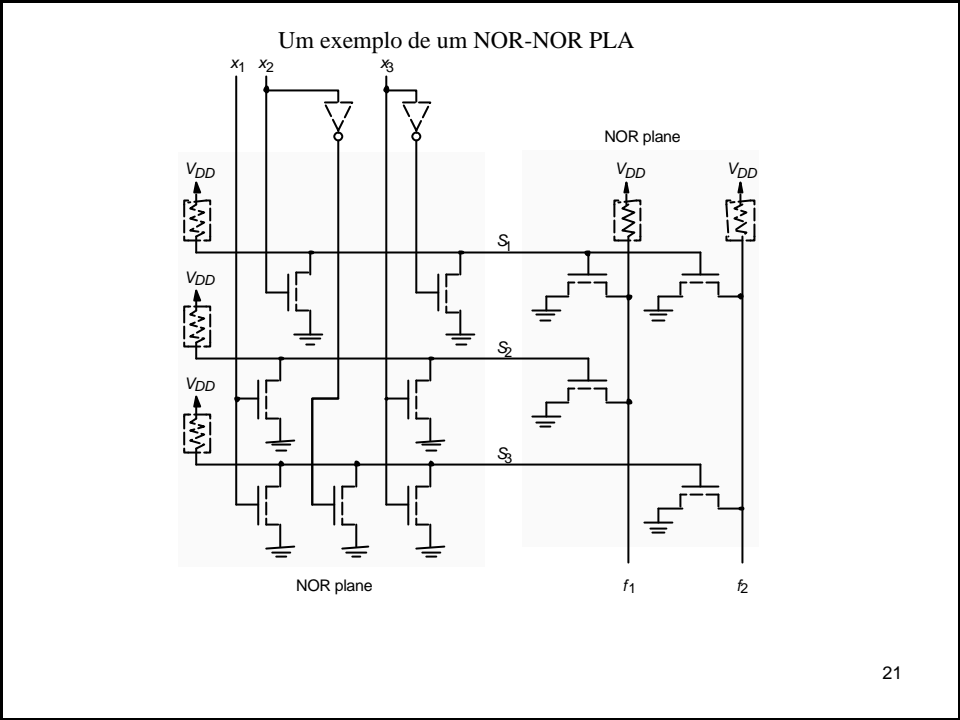 Um exemplo de um NOR-NOR PLA
x1 x2 x3
NOR plane
VDD VDD VDD
S1
VDD
S2
VDD
S3
NOR plane f1 f2
21